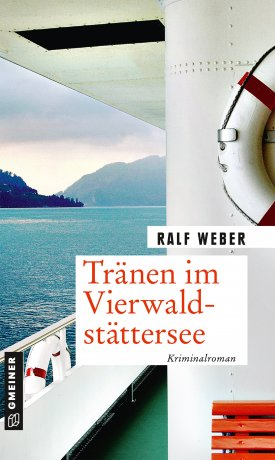 RALF WEBER
Tränen im
Vierwald-
stättersee
Kriminalroman
GMEINER